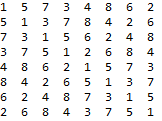 1 5 7 3 4 8 6 2
5 1 3 7 8 4 2 6
7 3 1 5 6 2 4 8
3 7 5 1 2 6 8 4
4 8 6 2 1 5 7 3
8 4 2 6 5 1 3 7
6 2 4 8 7 3 1 5
2 6 8 4 3 7 5 1